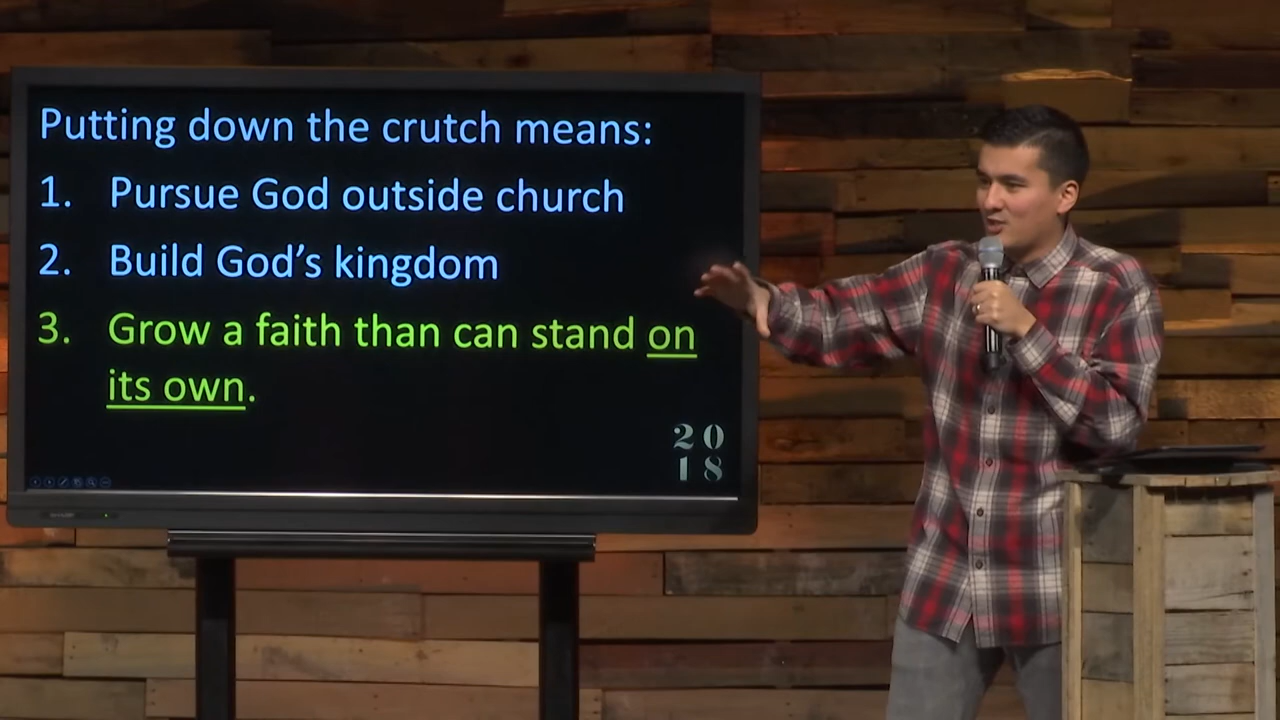 Putting down the crutch means:
1. Pursue God outside church
2. Build God's kingdom
3. Grow a faith than can stand on
its own.
20
18